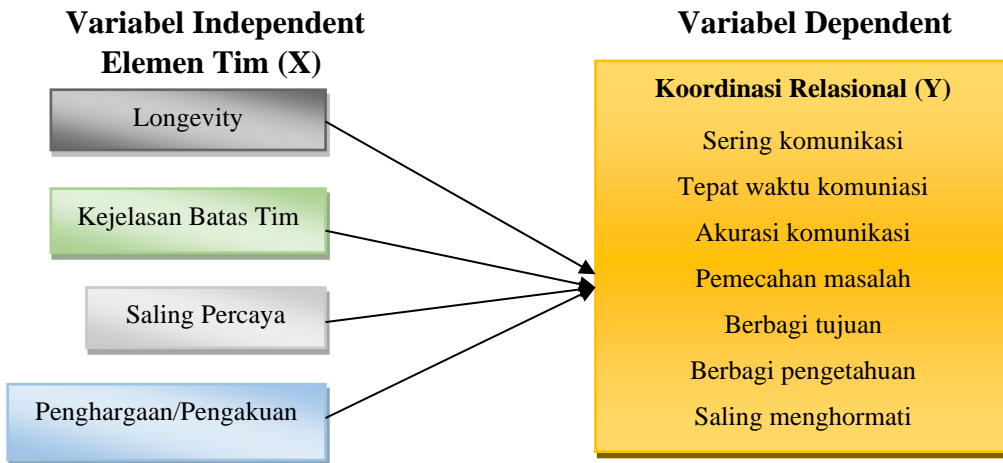 Variabel Independent
Elemen Tim (X)
Longevity
Kejelasan Batas Tim
Saling Percaya
Penghargaan/Pengakuan
Variabel Dependent
Koordinasi Relasional (Y)
Sering komunikasi
Tepat waktu komuniasi
Akurasi komunikasi
Pemecahan masalah
Berbagi tujuan
Berbagi pengetahuan
Saling menghormati